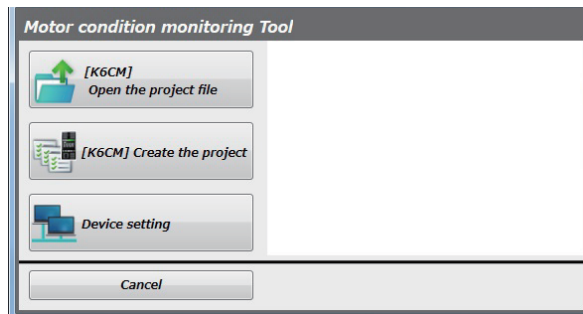 Motor condition monitoring Tool
[K6CM]
Open the project file
[K6CM] Create the project
Device setting
Cancel